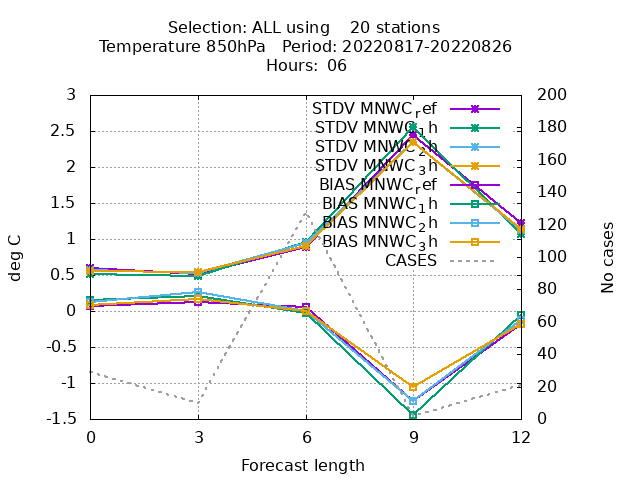 Selection: ALL using    20 stations
Temperature 850hPa   Period: 20220817-20220826
Hours:  06
3
2.5
2
1.5
1
0.5
0
-0.5
-1
-1.5
deg C
200
180
160
140
120
100
80
60
40
20
0
No cases
STDV MNWC_ref
STDV MNWC_1h
STDV MNWC_2h
STDV MNWC_3h
BIAS MNWC_ref
BIAS MNWC_1h
BIAS MNWC_2h
BIAS MNWC_3h
CASES
0 3 6 9 12
Forecast length